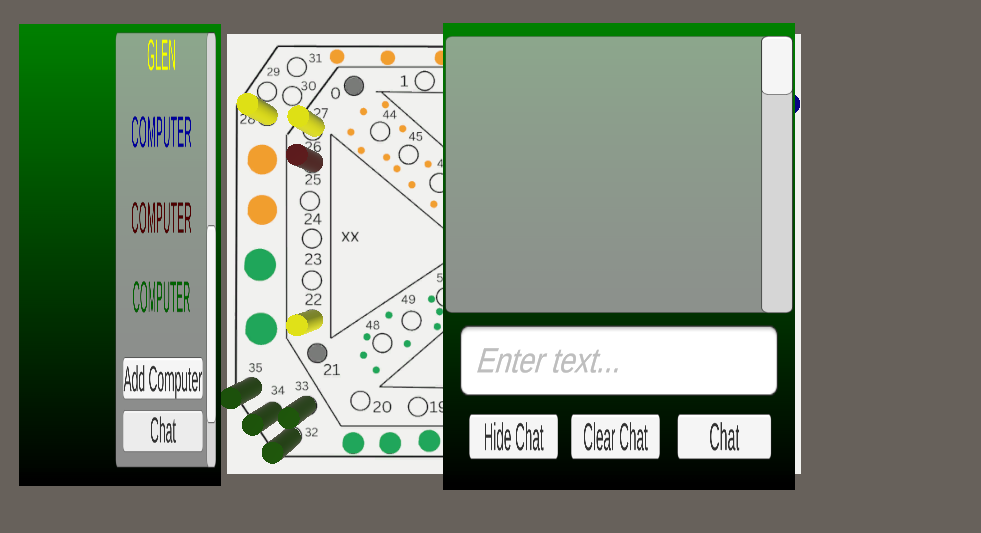 GLEN
COMPUTER
COMPUTER
COMPUTER
Add Computer
Chat
31
29
30
0
1
28
27
26
25
24
23
22
21
20
19
44
45
xx
49
48
35
34
33
32
Enter text...
Hide Chat
Clear Chat
Chat